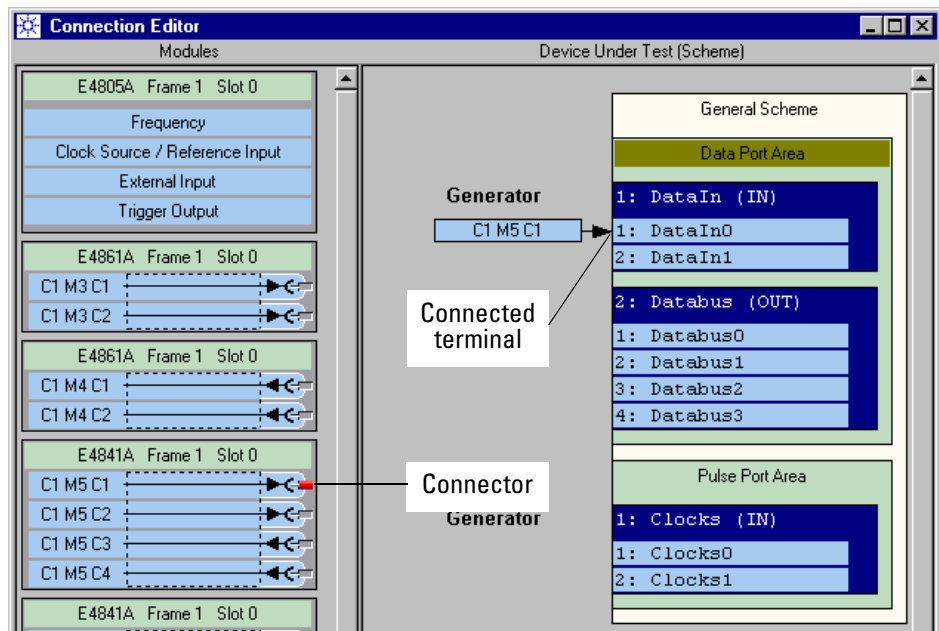 Connection Editor
Modules
Device Under Test (Scheme)
E4805A Frame 1 Slot 0
Frequency
Clock Source / Reference Input
External Input
Trigger Output
E4861A Frame 1 Slot 0
C1 M3 C1
C1 M3 C2
E4861A Frame 1 Slot 0
C1 M4 C1
C1 M4 C2
E4841A Frame 1 Slot 0
C1 M5 C1
C1 M5 C2
C1 M5 C3
C1 M5 C4
E4841A Frame 1 Slot 0
Generator
C1 M5 C1
Connected
terminal
Connector
Generator
General Scheme
Data Port Area
1: DataIn (IN)
1: DataIn0
2: DataIn1
2: Databus (OUT)
1: Databus0
2: Databus1
3: Databus2
4: Databus3
Pulse Port Area
1: Clocks (IN)
1: Clocks0
2: Clocks1